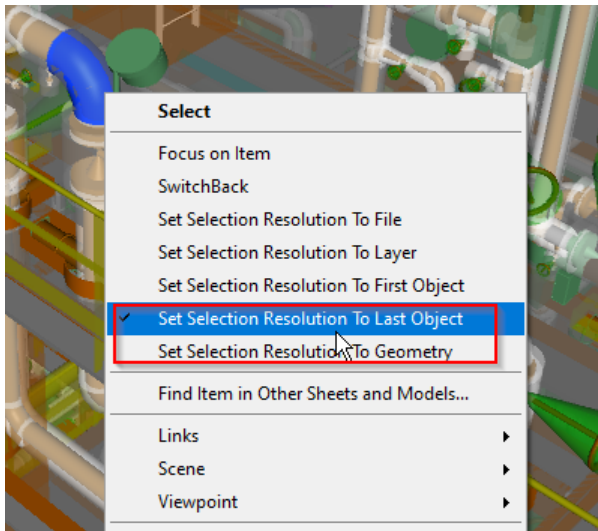 Select
Focus on Item
SwitchBack
Set Selection Resolution To File
Set Selection Resolution To Layer
Set Selection Resolution To First Object
Set Selection Resolution To Last Object
Set Selection Resolution To Geometry
Find Item in Other Sheets and Models...
Links
Scene
Viewpoint